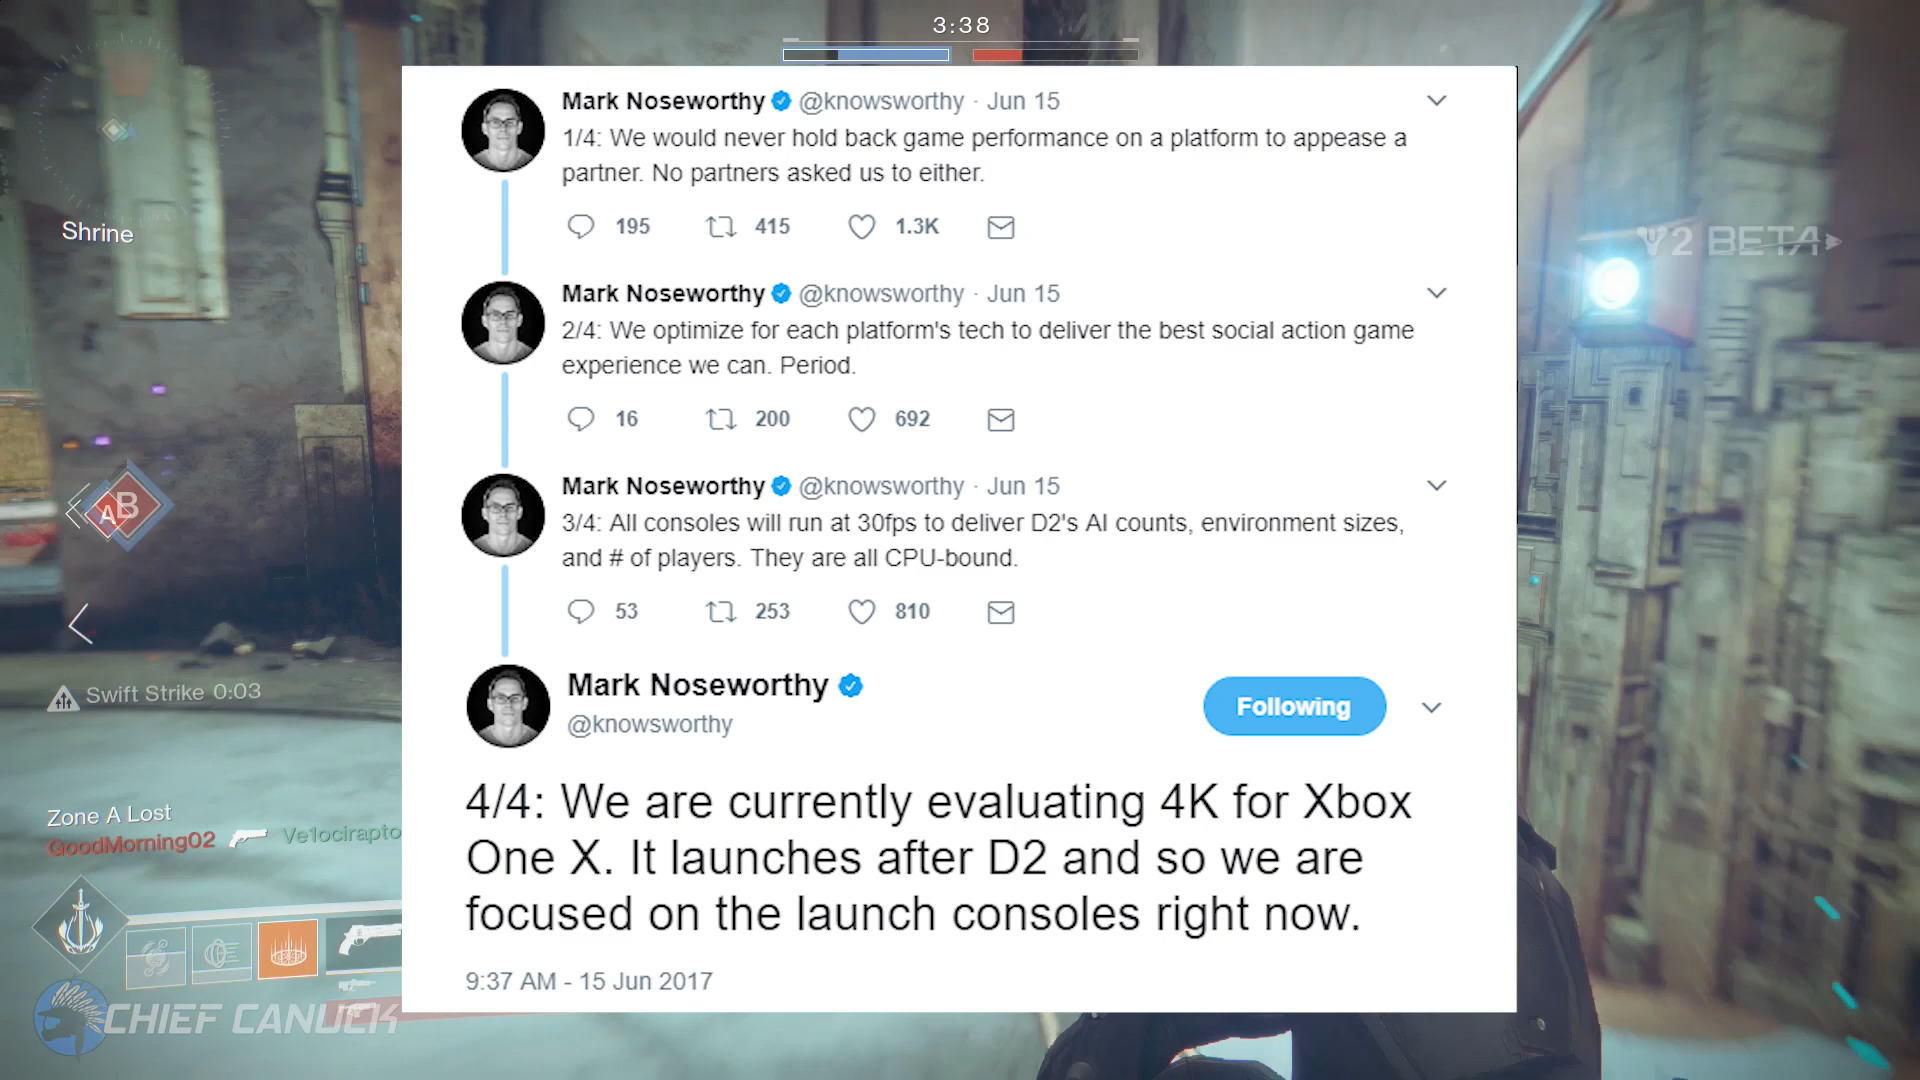 3:38
Mark Noseworthy @knowsworthy · Jun 15
1/4: We would never hold back game performance on a platform to appease a
partner. No partners asked us to either.
195 415 1.3K
Mark Noseworthy @knowsworthy · Jun 15
2/4: We optimize for each platform's tech to deliver the best social action game
experience we can. Period.
16 200 692
Mark Noseworthy @knowsworthy · Jun 15
3/4: All consoles will run at 30fps to deliver D2's AI counts, environment sizes,
and # of players. They are all CPU-bound.
53 253 810
Mark Noseworthy
@knowsworthy
Following
4/4: We are currently evaluating 4K for Xbox
One X. It launches after D2 and so we are
focused on the launch consoles right now.
9:37 AM - 15 Jun 2017
Shrine
2 BETA
A B
Swift Strike 0:03
Zone A Lost
GoodMorning02 Ve1ocirapto
CHIEF CANUCK